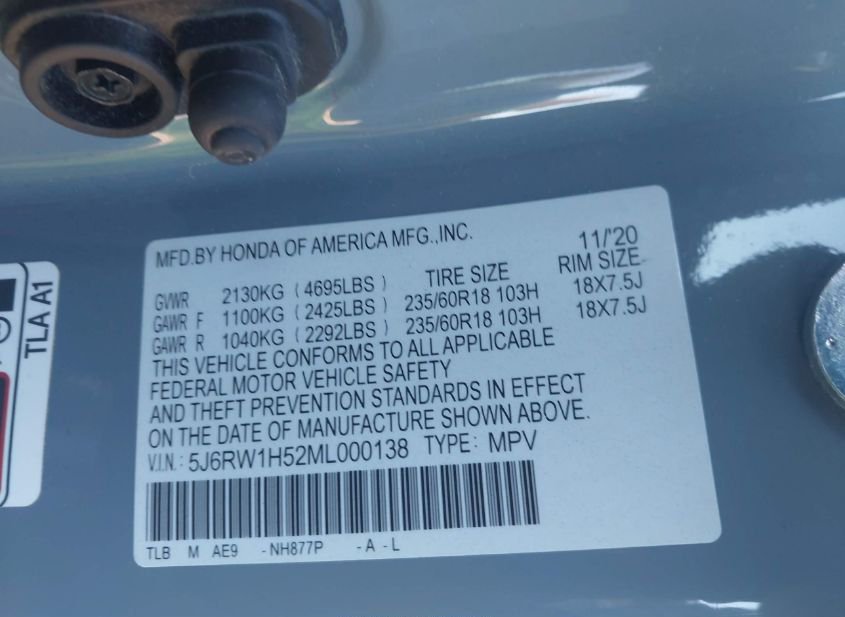 MFD.BY HONDA OF AMERICA MFG.,INC. 11/'20
TIRE SIZE RIM SIZE
GVWR 2130KG (4695LBS)
GAWR F 1100KG (2425LBS) 235/60R18 103H 18X7.5J
GAWR R 1040KG (2292LBS) 235/60R18 103H 18X7.5J
THIS VEHICLE CONFORMS TO ALL APPLICABLE
FEDERAL MOTOR VEHICLE SAFETY
AND THEFT PREVENTION STANDARDS IN EFFECT
ON THE DATE OF MANUFACTURE SHOWN ABOVE.
V.I.N.: 5J6RW1H52ML000138 TYPE: MPV
TLB M AE9 -NH877P -A -L
TLA A1